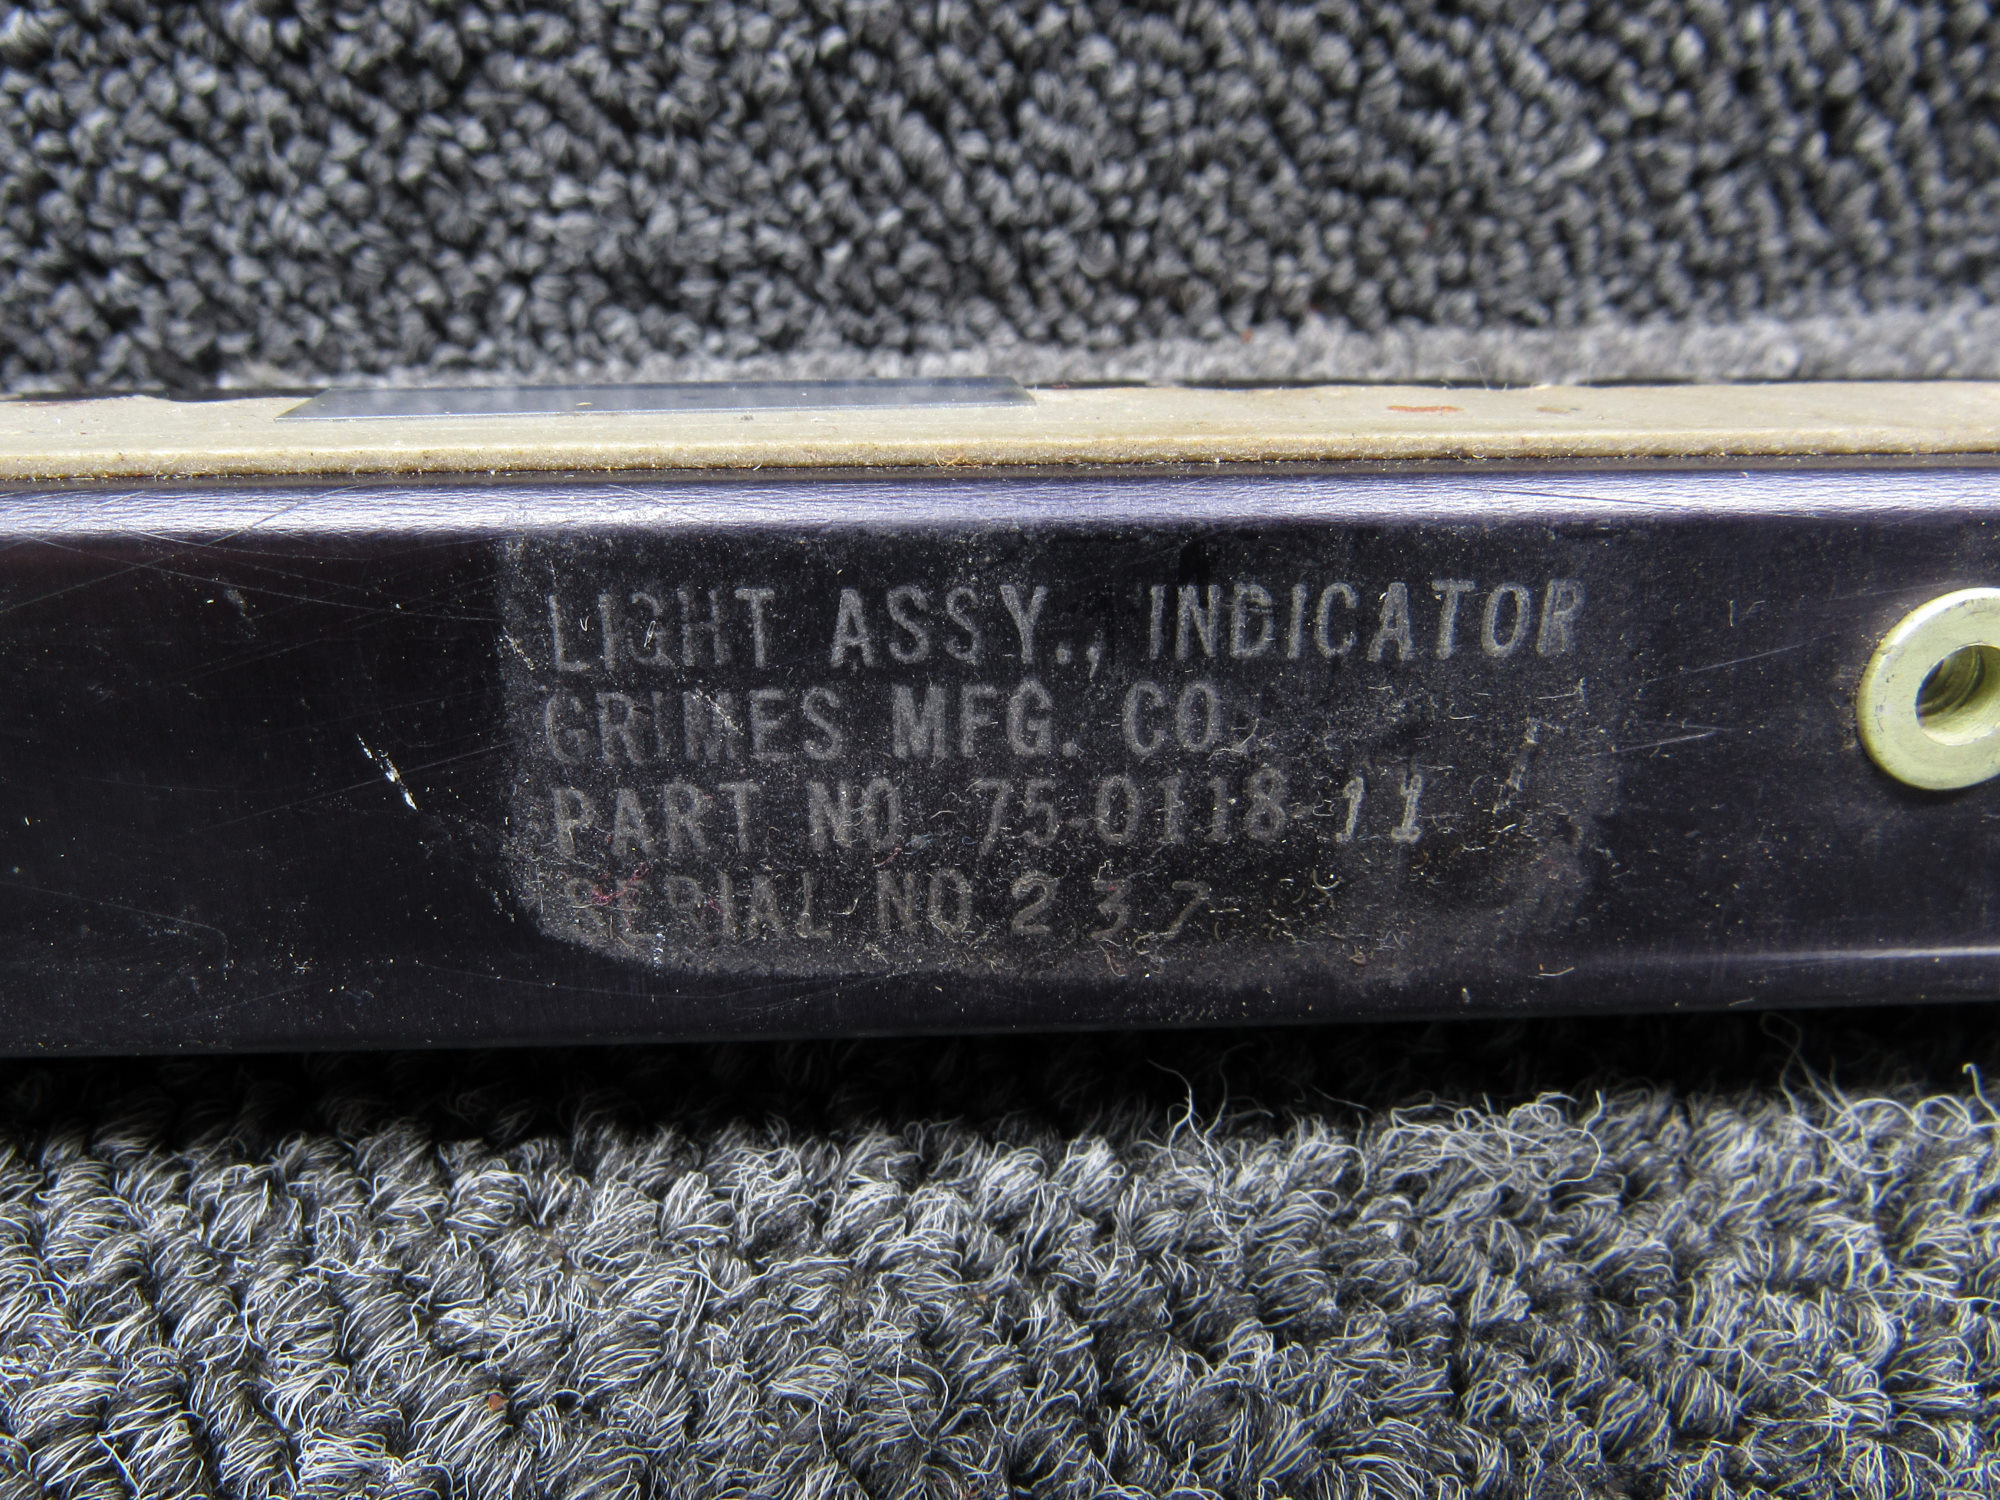 LIGHT ASSY., INDICATOR
GRIMES MFG. CO.
PART NO. 75-0118-11
SERIAL NO 237